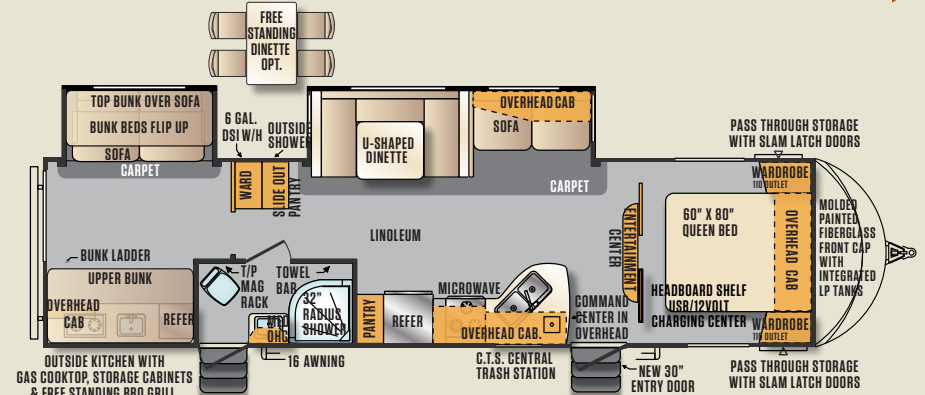 FREE
STANDING
DINETTE
OPT.
TOP BUNK OVER SOFA
BUNK BEDS FLIP UP
SOFA
CARPET
6 GAL.
DSI W/H
OUTSIDE
SHOWER
U-SHAPED
DINETTE
OVERHEAD CAB
SOFA
CARPET
WARD
SLIDE OUT
PANTRY
PASS THROUGH STORAGE
WITH SLAM LATCH DOORS
WARDROBE
110 OUTLET
60" X 80"
QUEEN BED
OVERHEAD CAB
MOLDED
PAINTED
FIBERGLASS
FRONT CAP
WITH
INTEGRATED
LP TANKS
ENTERTAINMENT
CENTER
LINOLEUM
BUNK LADDER
UPPER BUNK
OVERHEAD
CAB
REFER
T/P
MAG
RACK
TOWEL
BAR
32"
RADIUS
SHOWER
MED
OHC
PANTRY
REFER
MICROWAVE
OVERHEAD CAB.
COMMAND
CENTER IN
OVERHEAD
HEADBOARD SHELF
USB/12VOLT
CHARGING CENTER
WARDROBE
110 OUTLET
OUTSIDE KITCHEN WITH
GAS COOKTOP, STORAGE CABINETS
& FREE STANDING BBQ GRILL
16 AWNING
C.T.S. CENTRAL
TRASH STATION
NEW 30"
ENTRY DOOR
PASS THROUGH STORAGE
WITH SLAM LATCH DOORS